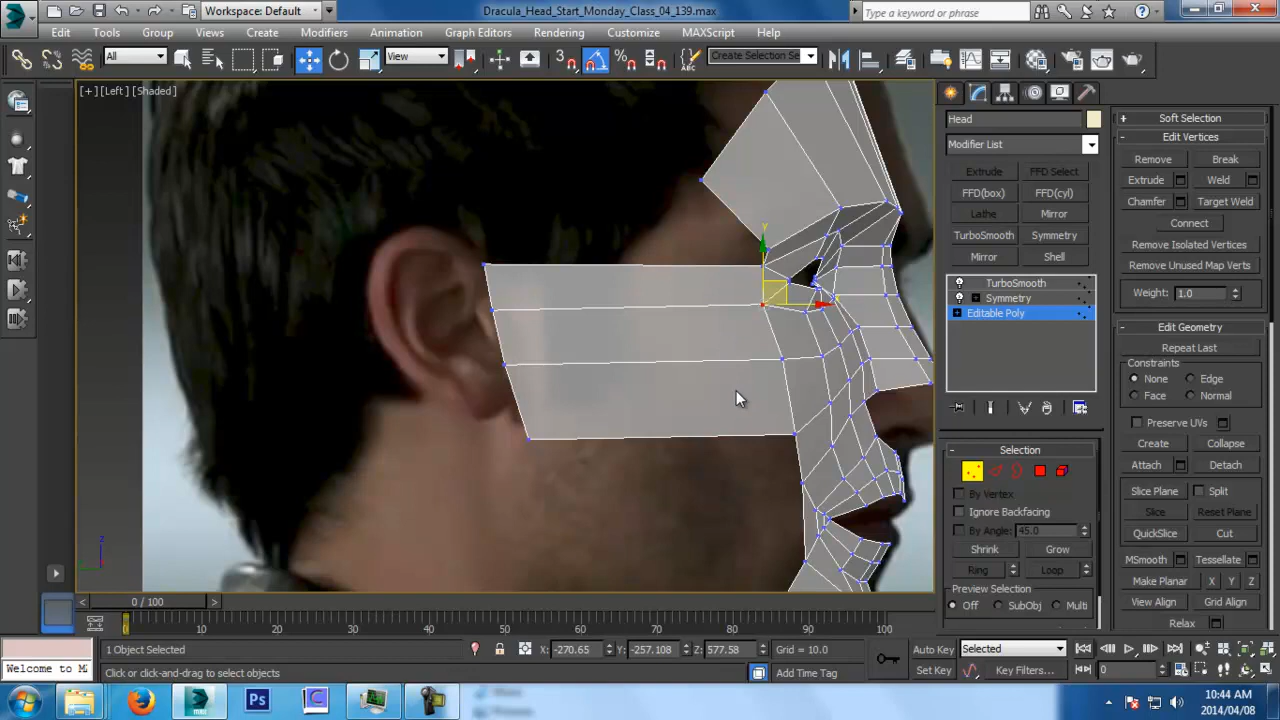 Workspace: Default
Dracula_Head_Start_Monday_Class_04_139.max
Type a keyword or phrase
Edit Tools Group Views Create Modifiers Animation Graph Editors Rendering Customize MAXScript Help
All View 3 Create Selection Se
[+] [Left] [Shaded]
Head
Modifier List
Extrude FFD Select
FFD(box) FFD(cyl)
Lathe Mirror
TurboSmooth Symmetry
Mirror Shell
TurboSmooth
Symmetry
Editable Poly
Selection
By Vertex
Ignore Backfacing
By Angle: 45.0
Shrink Grow
Ring Loop
Preview Selection
Off SubObj Multi
Soft Selection
Edit Vertices
Remove Break
Extrude Weld
Chamfer Target Weld
Connect
Remove Isolated Vertices
Remove Unused Map Verts
Weight: 1.0
Edit Geometry
Repeat Last
Constraints
None Edge
Face Normal
Preserve UVs
Create Collapse
Attach Detach
Slice Plane Split
Slice Reset Plane
QuickSlice Cut
MSmooth Tessellate
Make Planar X Y Z
View Align Grid Align
Relax
y
z
0 / 100
0 10 20 30 40 50 60 70 80 90 100
Welcome to M
1 Object Selected
Click or click-and-drag to select objects
X: -270.65 Y: -257.108 Z: 577.58 Grid = 10.0
Add Time Tag
Auto Key Selected
Set Key Key Filters...
0
Ps
10:44 AM
2014/04/08